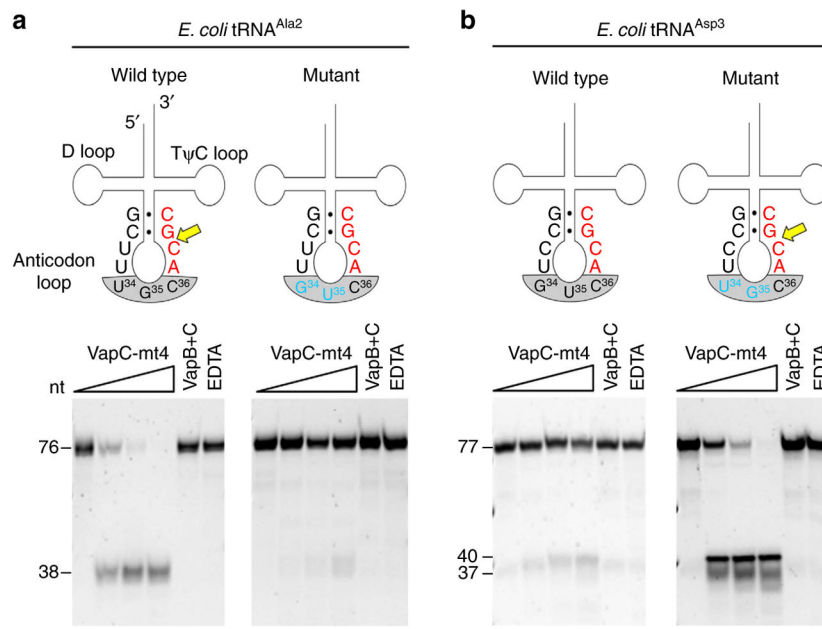 a
E. coli tRNAAla2
Wild type
Mutant
3′
5′
D loop
TψC loop
G C
C G
U C
U A
Anticodon loop
U34 G35 C36
G C
C G
U C
U A
G34 U35 C36
nt
VapC-mt4
VapB+C
EDTA
VapC-mt4
VapB+C
EDTA
76
38
b
E. coli tRNAAsp3
Wild type
Mutant
G C
C G
C C
U A
G34 U35 C36
G C
C G
C C
U A
U34 G35 C36
VapC-mt4
VapB+C
EDTA
VapC-mt4
VapB+C
EDTA
77
40
37